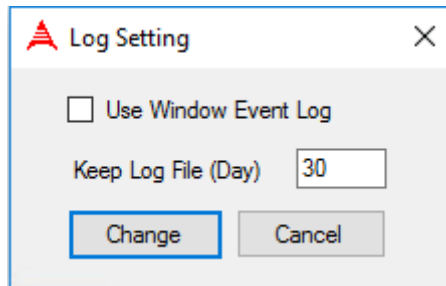 Log Setting
Use Window Event Log
Keep Log File (Day) 30
Change Cancel